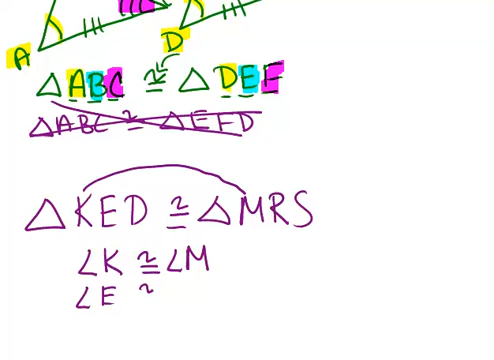 A
D
△ABC ≅ △DEF
△ABC ≅ △EFD
△KED ≅ △MRS
∠K ≅ ∠M
∠E ≅